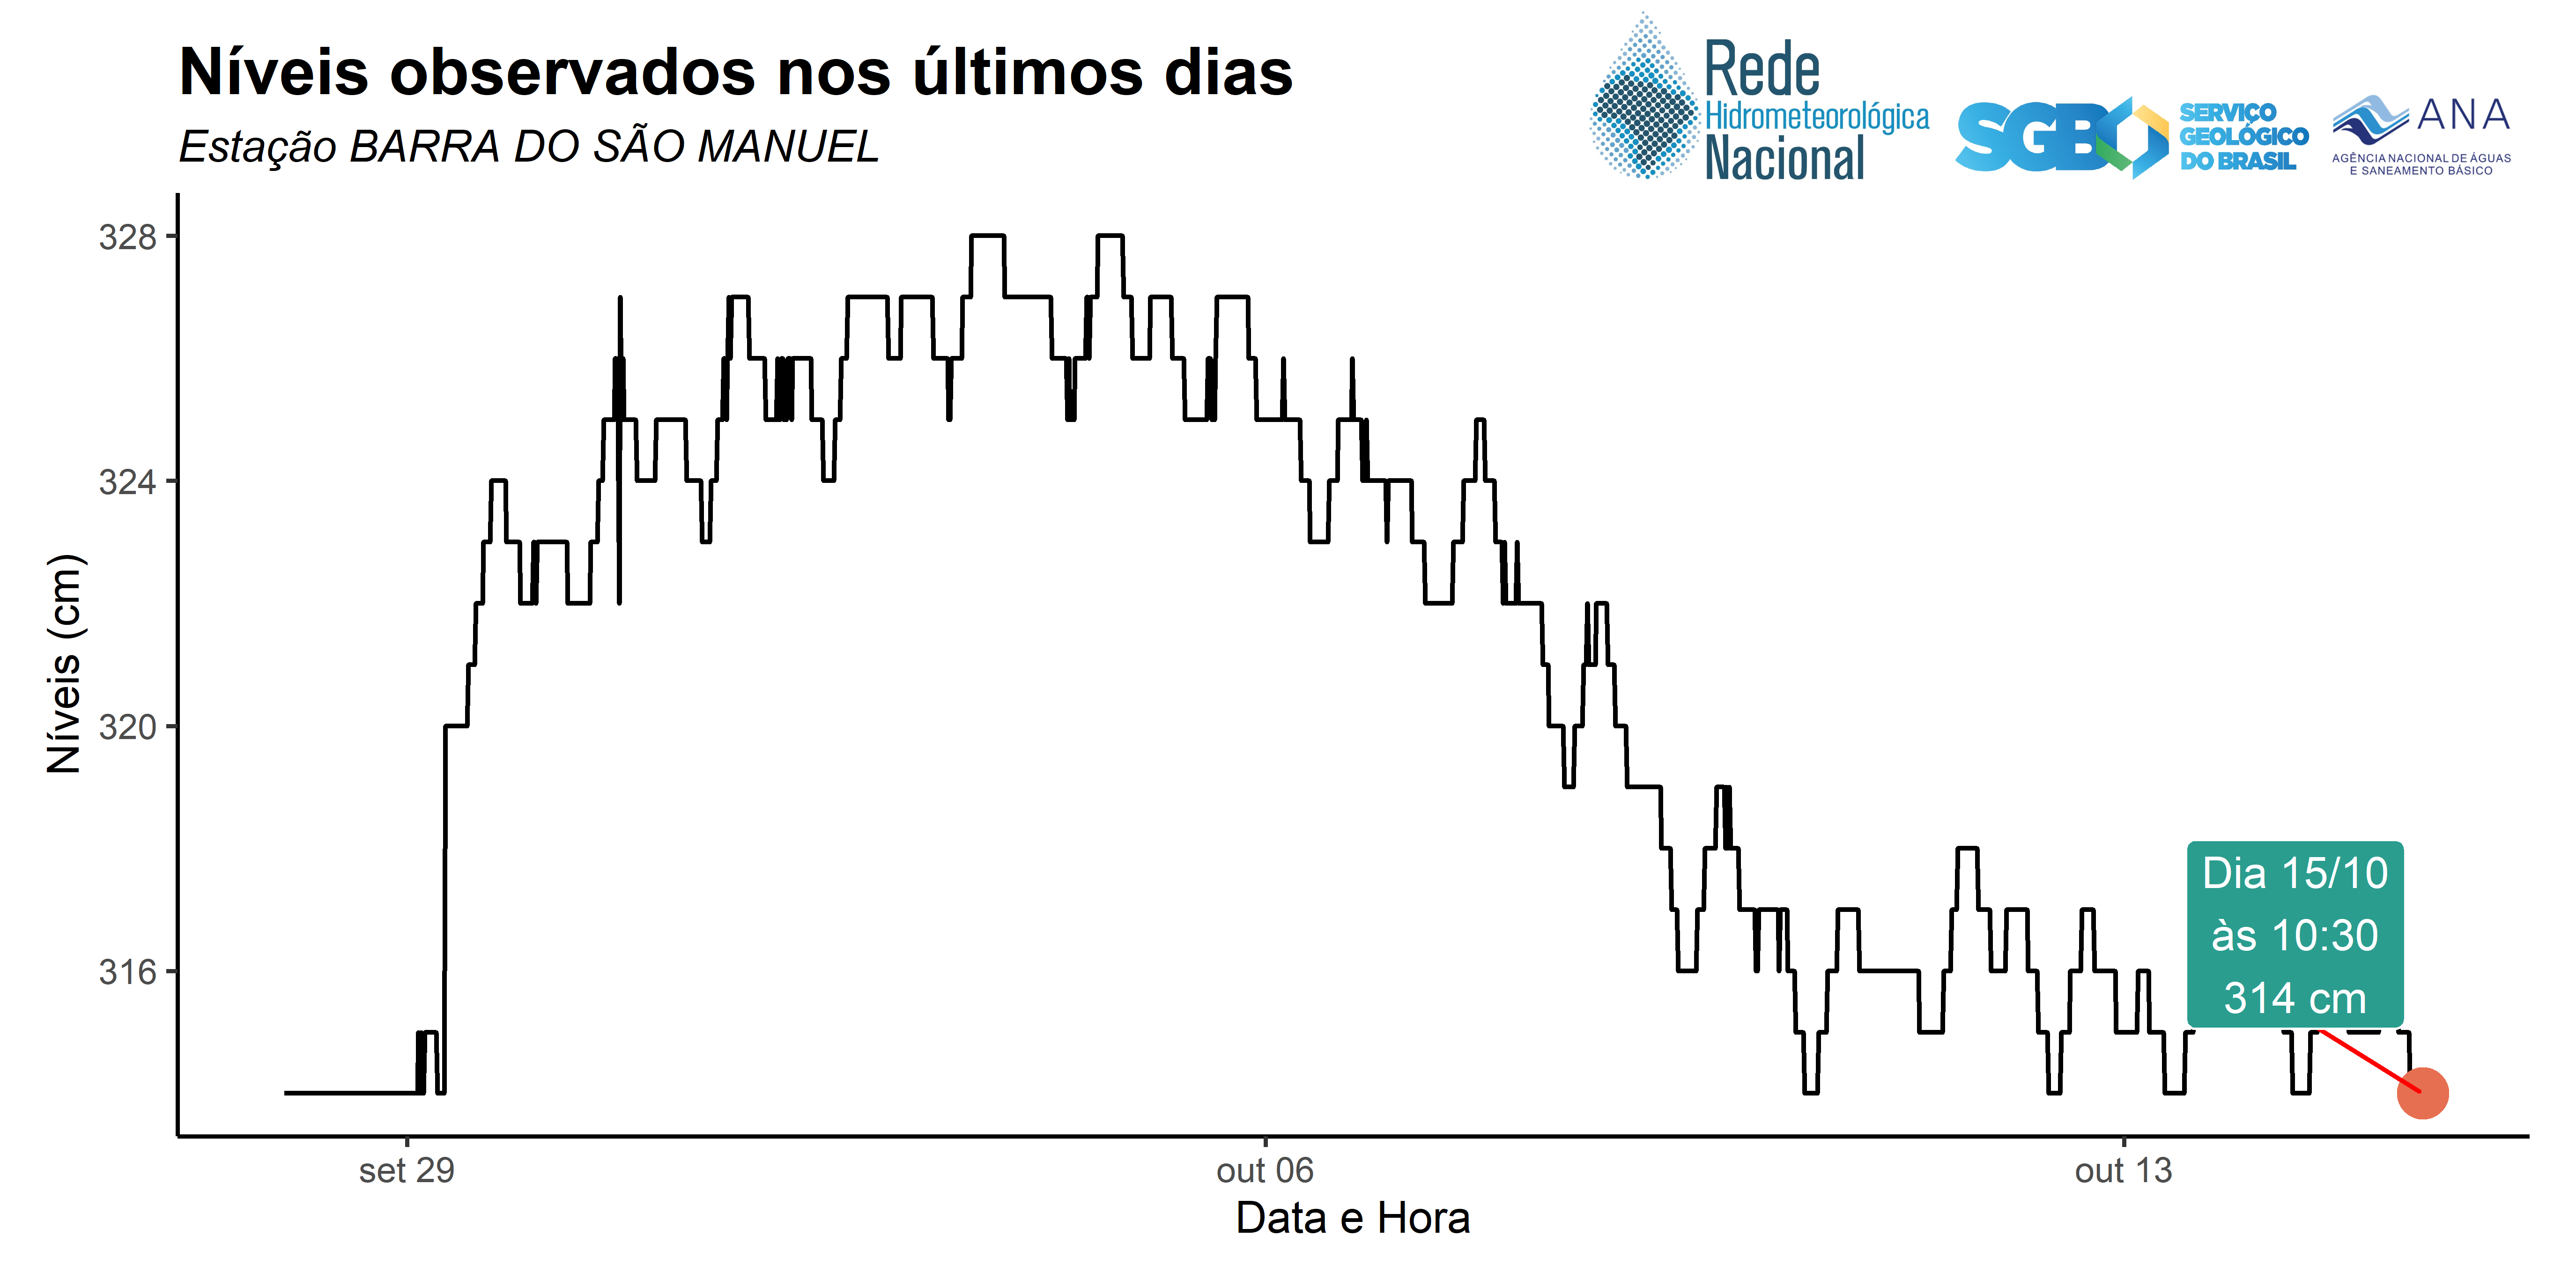 Níveis observados nos últimos dias
Estação BARRA DO SÃO MANUEL
Rede
Hidrometeorológica
Nacional
SGB
SERVIÇO
GEOLÓGICO
DO BRASIL
ANA
AGÊNCIA NACIONAL DE ÁGUAS
E SANEAMENTO BÁSICO
Níveis (cm)
328
324
320
316
Dia 15/10
às 10:30
314 cm
set 29
out 06
out 13
Data e Hora